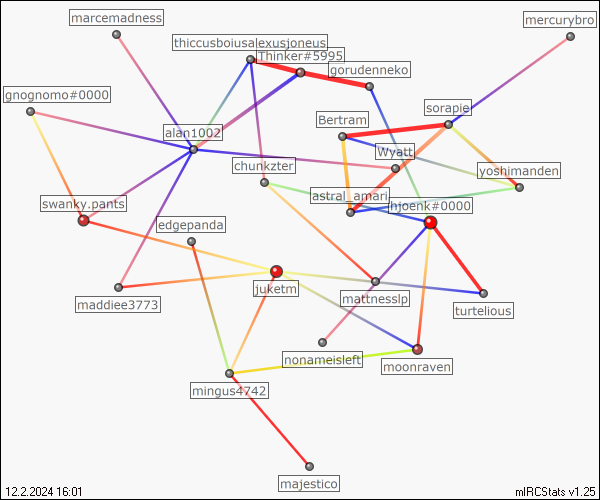 marcemadness
mercurybro
thiccusboiusalexusjoneus
Thinker#5995
gorudenneko
gnognomo#0000
sorapie
Bertram
alan1002
Wyatt
chunkzter
yoshimanden
astral_amari
hjoenk#0000
swanky.pants
edgepanda
juketm
mattnesslp
maddiee3773
turtelious
nonameisleft
moonraven
mingus4742
majestico
12.2.2024 16:01
mIRCStats v1.25